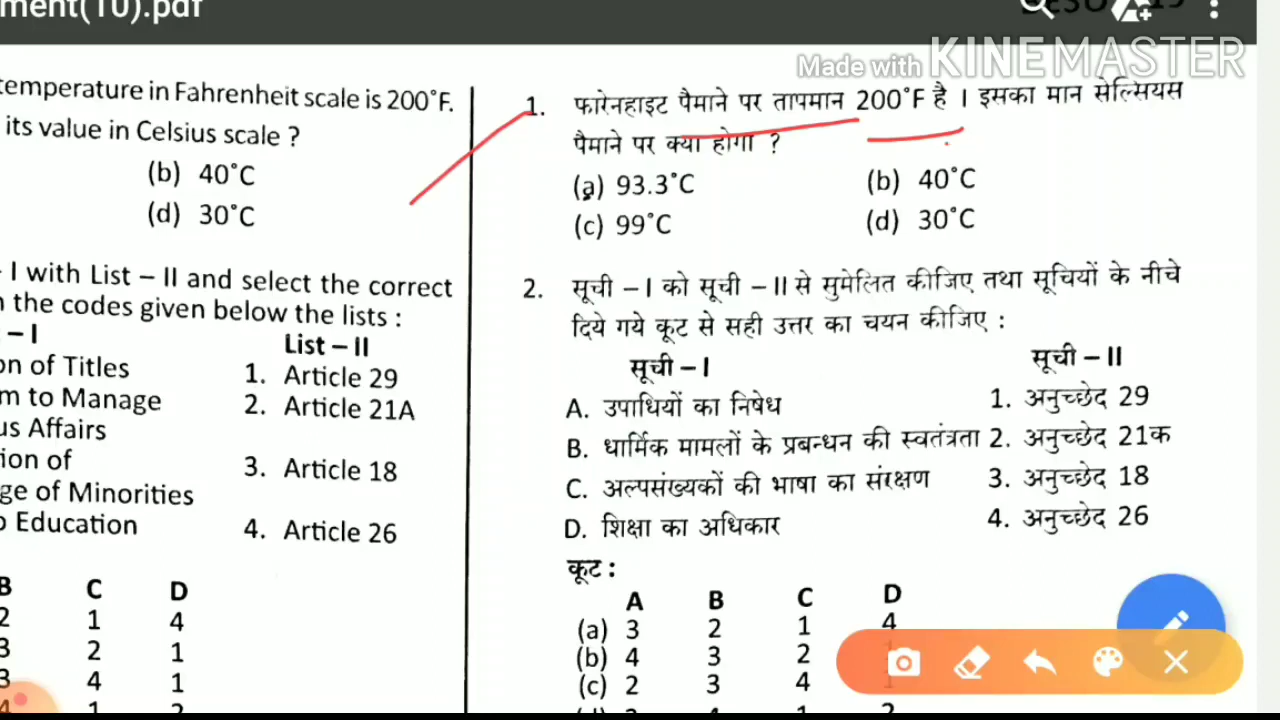 ment(10).pdf
Made with KINEMASTER
temperature in Fahrenheit scale is 200°F.
its value in Celsius scale ?
(b) 40°C
(d) 30°C
- I with List – II and select the correct
the codes given below the lists :
– I
List – II
on of Titles
1. Article 29
m to Manage
2. Article 21A
us Affairs
ion of
3. Article 18
ge of Minorities
o Education
4. Article 26
B C D
2 1 4
3 2 1
3 4 1
4 1 2
1. फारेनहाइट पैमाने पर तापमान 200°F है । इसका मान सेल्सियस
पैमाने पर क्या होगा ?
(a) 93.3°C (b) 40°C
(c) 99°C (d) 30°C
2. सूची – I को सूची – II से सुमेलित कीजिए तथा सूचियों के नीचे
दिये गये कूट से सही उत्तर का चयन कीजिए :
सूची – I सूची – II
A. उपाधियों का निषेध 1. अनुच्छेद 29
B. धार्मिक मामलों के प्रबन्धन की स्वतंत्रता 2. अनुच्छेद 21क
C. अल्पसंख्यकों की भाषा का संरक्षण 3. अनुच्छेद 18
D. शिक्षा का अधिकार 4. अनुच्छेद 26
कूट :
A B C D
(a) 3 2 1 4
(b) 4 3 2
(c) 2 3 4